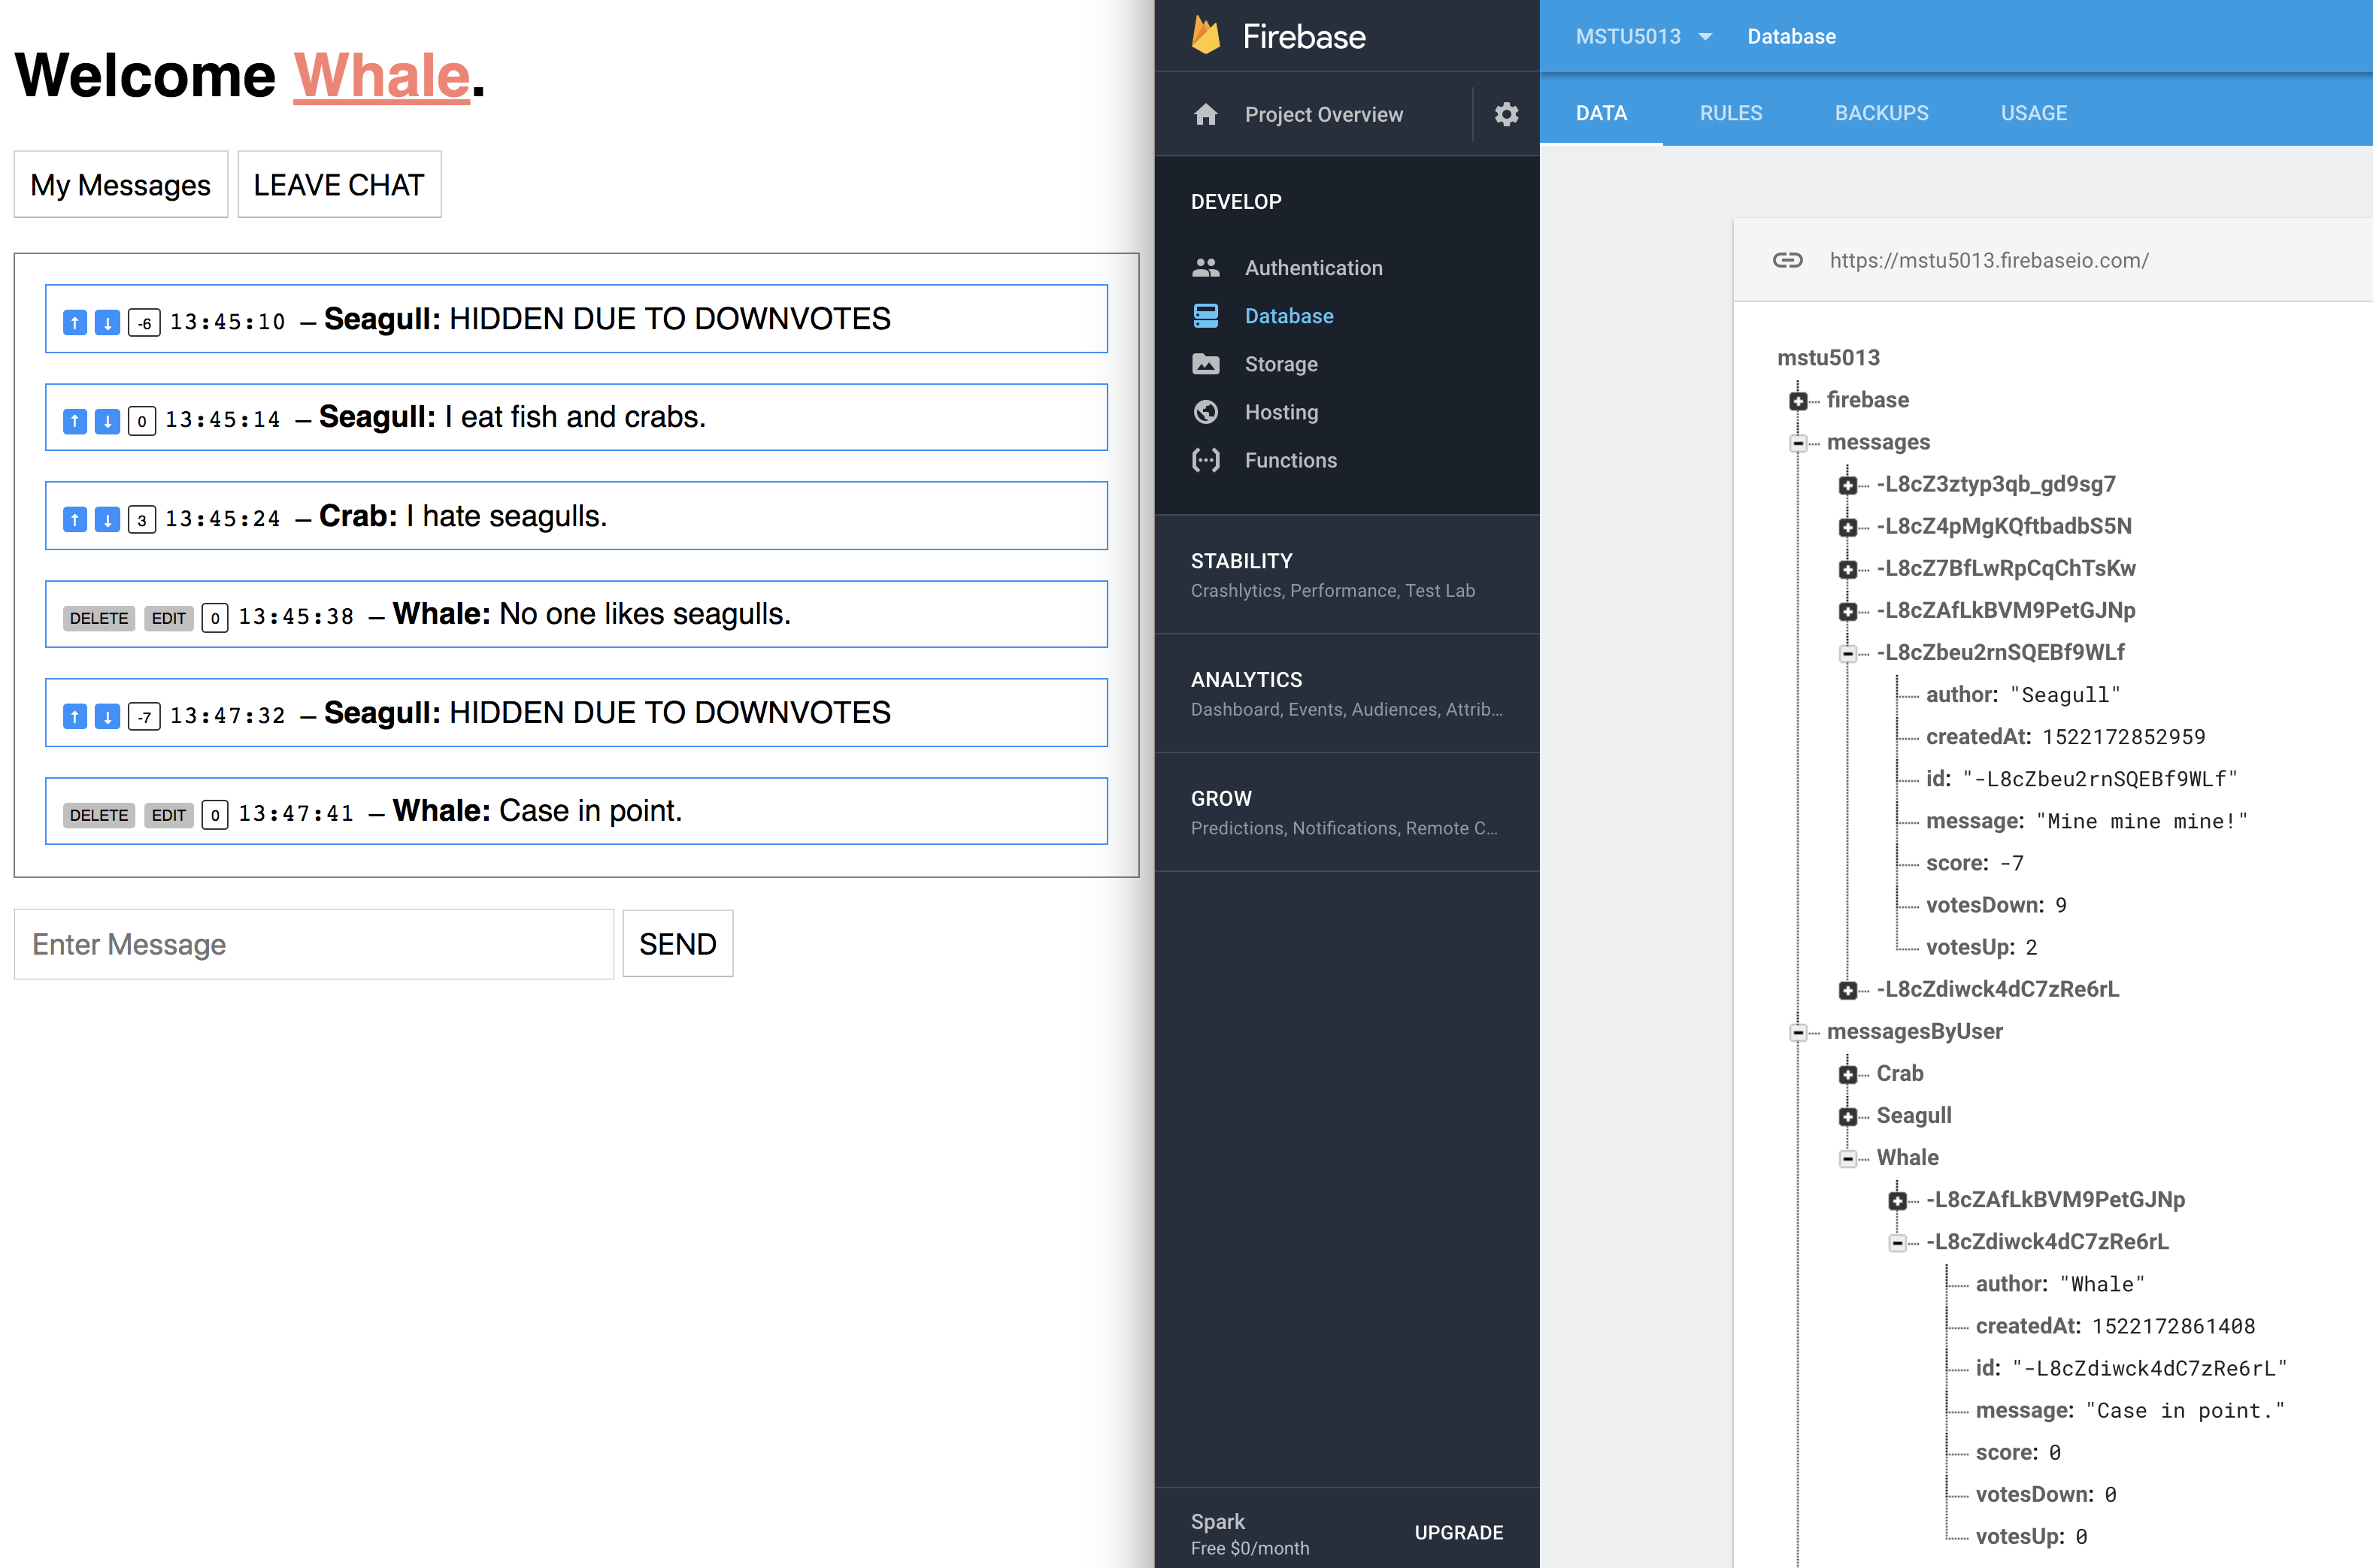 Welcome Whale.
My Messages LEAVE CHAT
↑ ↓ -6 13:45:10 – Seagull: HIDDEN DUE TO DOWNVOTES
↑ ↓ 0 13:45:14 – Seagull: I eat fish and crabs.
↑ ↓ 3 13:45:24 – Crab: I hate seagulls.
DELETE EDIT 0 13:45:38 – Whale: No one likes seagulls.
↑ ↓ -7 13:47:32 – Seagull: HIDDEN DUE TO DOWNVOTES
DELETE EDIT 0 13:47:41 – Whale: Case in point.
Enter Message SEND
Firebase
Project Overview
DEVELOP
Authentication
Database
Storage
Hosting
Functions
STABILITY
Crashlytics, Performance, Test Lab
ANALYTICS
Dashboard, Events, Audiences, Attrib...
GROW
Predictions, Notifications, Remote C...
Spark
Free $0/month
UPGRADE
MSTU5013 Database
DATA RULES BACKUPS USAGE
https://mstu5013.firebaseio.com/
mstu5013
firebase
messages
-L8cZ3ztyp3qb_gd9sg7
-L8cZ4pMgKQftbadbS5N
-L8cZ7BfLwRpCqChTsKw
-L8cZAfLkBVM9PetGJNp
-L8cZbeu2rnSQEBf9WLf
author: "Seagull"
createdAt: 1522172852959
id: "-L8cZbeu2rnSQEBf9WLf"
message: "Mine mine mine!"
score: -7
votesDown: 9
votesUp: 2
-L8cZdiwck4dC7zRe6rL
messagesByUser
Crab
Seagull
Whale
-L8cZAfLkBVM9PetGJNp
-L8cZdiwck4dC7zRe6rL
author: "Whale"
createdAt: 1522172861408
id: "-L8cZdiwck4dC7zRe6rL"
message: "Case in point."
score: 0
votesDown: 0
votesUp: 0